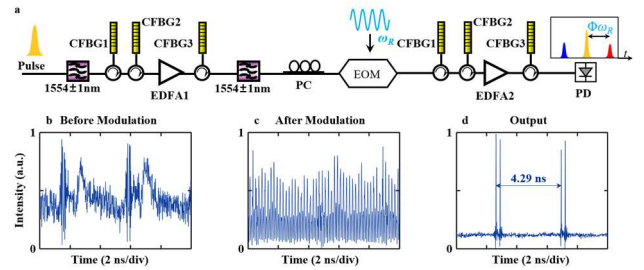 a
Pulse
1554±1nm
CFBG1
CFBG2
CFBG3
EDFA1
1554±1nm
PC
ω_R
EOM
CFBG1
CFBG2
CFBG3
EDFA2
Φω_R
t
PD
b Before Modulation
c After Modulation
d Output
Intensity (a.u.)
1
0
1
0
1
0
4.29 ns
Time (2 ns/div)
Time (2 ns/div)
Time (2 ns/div)